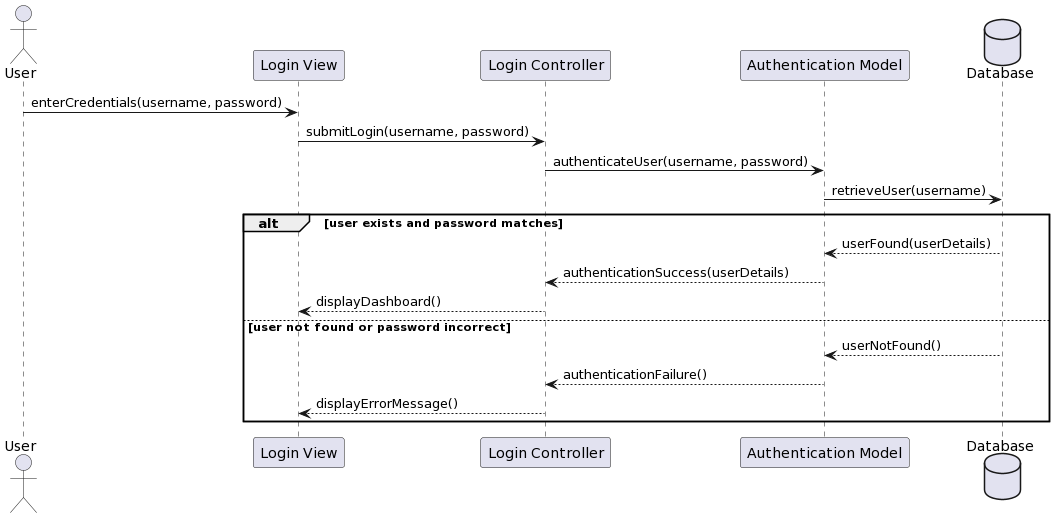 User
Login View
Login Controller
Authentication Model
Database
enterCredentials(username, password)
submitLogin(username, password)
authenticateUser(username, password)
retrieveUser(username)
alt
[user exists and password matches]
userFound(userDetails)
authenticationSuccess(userDetails)
displayDashboard()
[user not found or password incorrect]
userNotFound()
authenticationFailure()
displayErrorMessage()
User
Login View
Login Controller
Authentication Model
Database